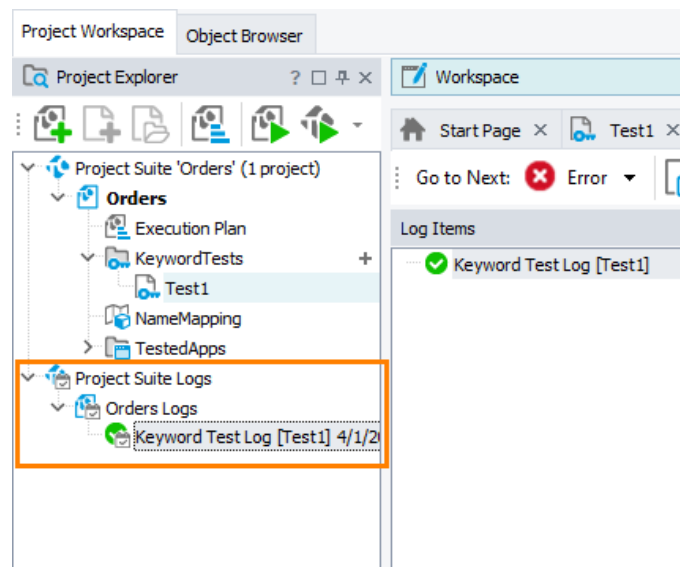 Project Workspace
Object Browser
Project Explorer
?
Workspace
Start Page
Test1
Go to Next:
Error
Project Suite 'Orders' (1 project)
Orders
Execution Plan
KeywordTests
+
Test1
NameMapping
TestedApps
Project Suite Logs
Orders Logs
Keyword Test Log [Test1] 4/1/2
Log Items
Keyword Test Log [Test1]